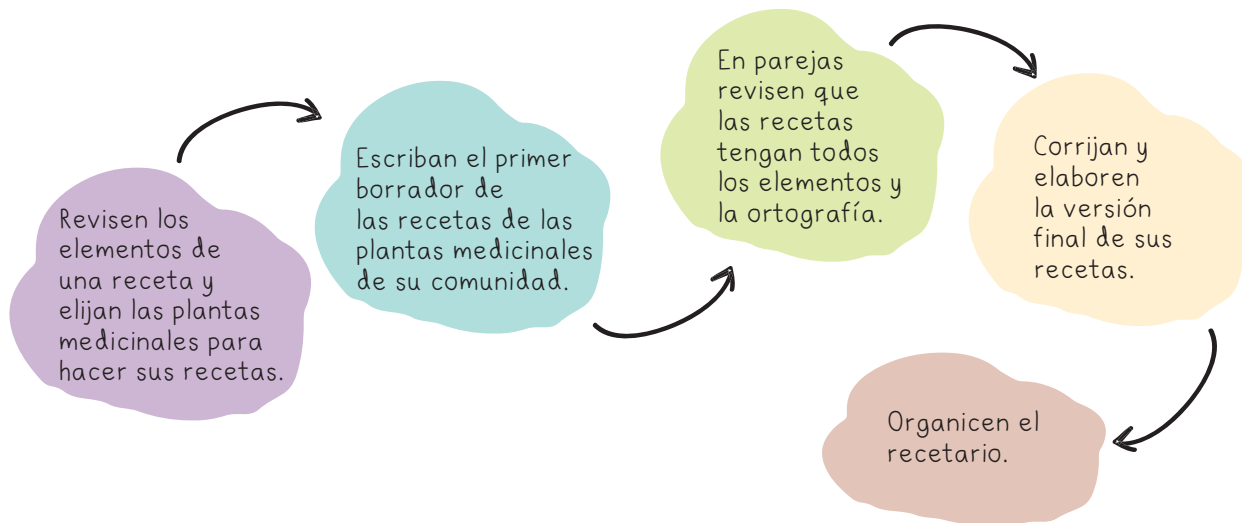 Revisen los
elementos de
una receta y
elijan las plantas
medicinales para
hacer sus recetas.
Escriban el primer
borrador de
las recetas de las
plantas medicinales
de su comunidad.
En parejas
revisen que
las recetas
tengan todos
los elementos y
la ortografía.
Corrijan y
elaboren
la versión
final de sus
recetas.
Organicen el
recetario.